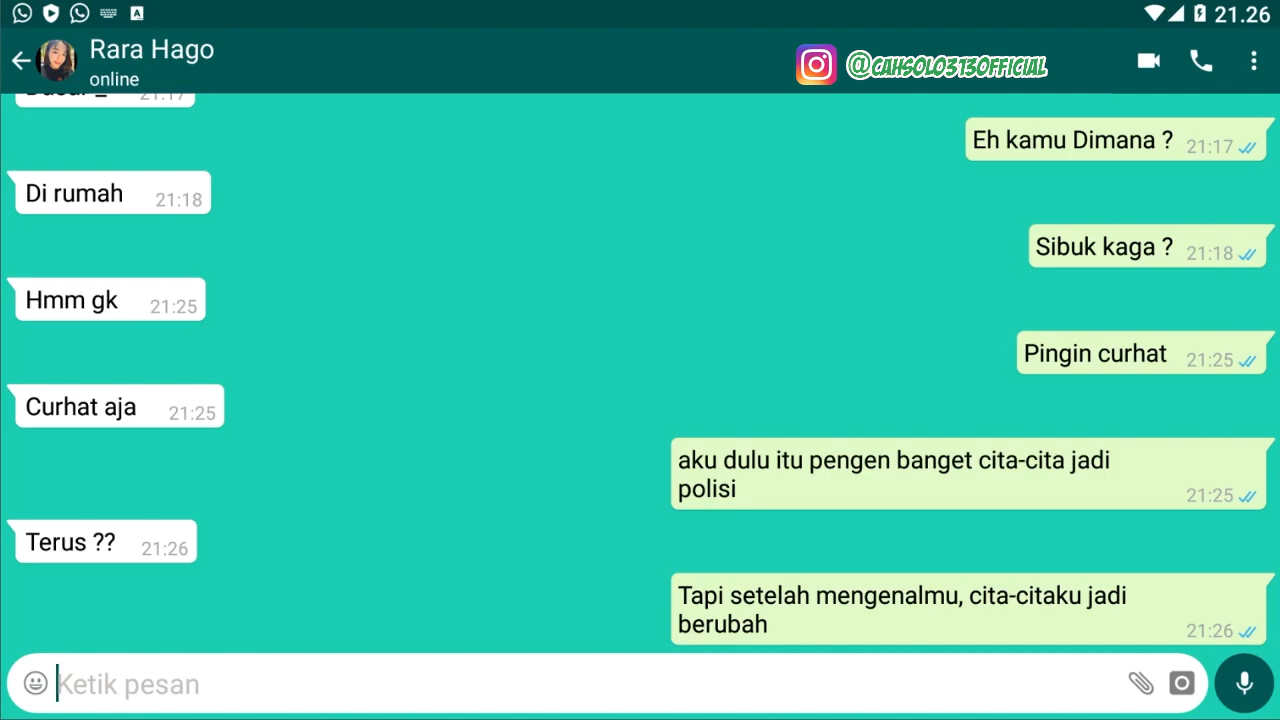 21.26
Rara Hago
online
@CAHSOLO313OFFICIAL
21:17
Eh kamu Dimana ? 21:17
Di rumah 21:18
Sibuk kaga ? 21:18
Hmm gk 21:25
Pingin curhat 21:25
Curhat aja 21:25
aku dulu itu pengen banget cita-cita jadi
polisi 21:25
Terus ?? 21:26
Tapi setelah mengenalmu, cita-citaku jadi
berubah 21:26
Ketik pesan